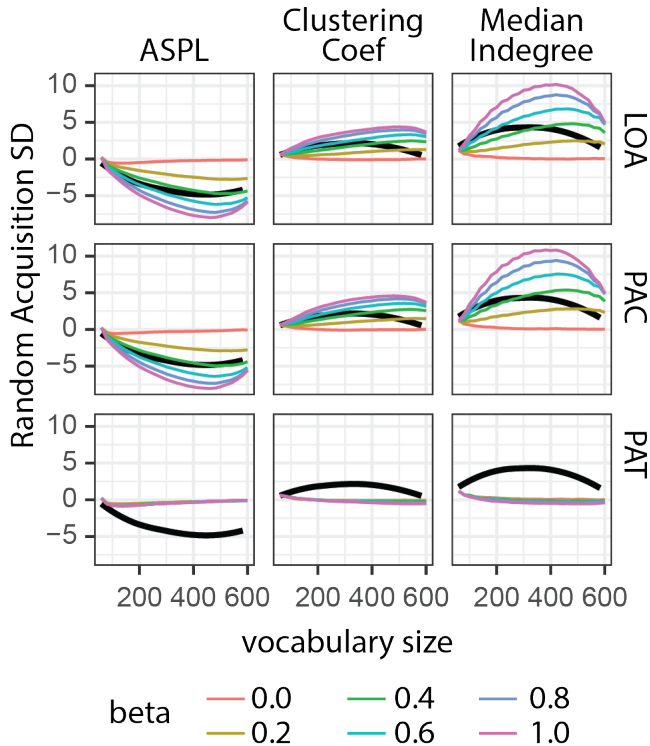 ASPL
Clustering
Coef
Median
Indegree
Random Acquisition SD
10
5
0
−5
LOA
10
5
0
−5
PAC
10
5
0
−5
PAT
200 400 600 200 400 600 200 400 600
vocabulary size
beta
0.0 0.4 0.8
0.2 0.6 1.0